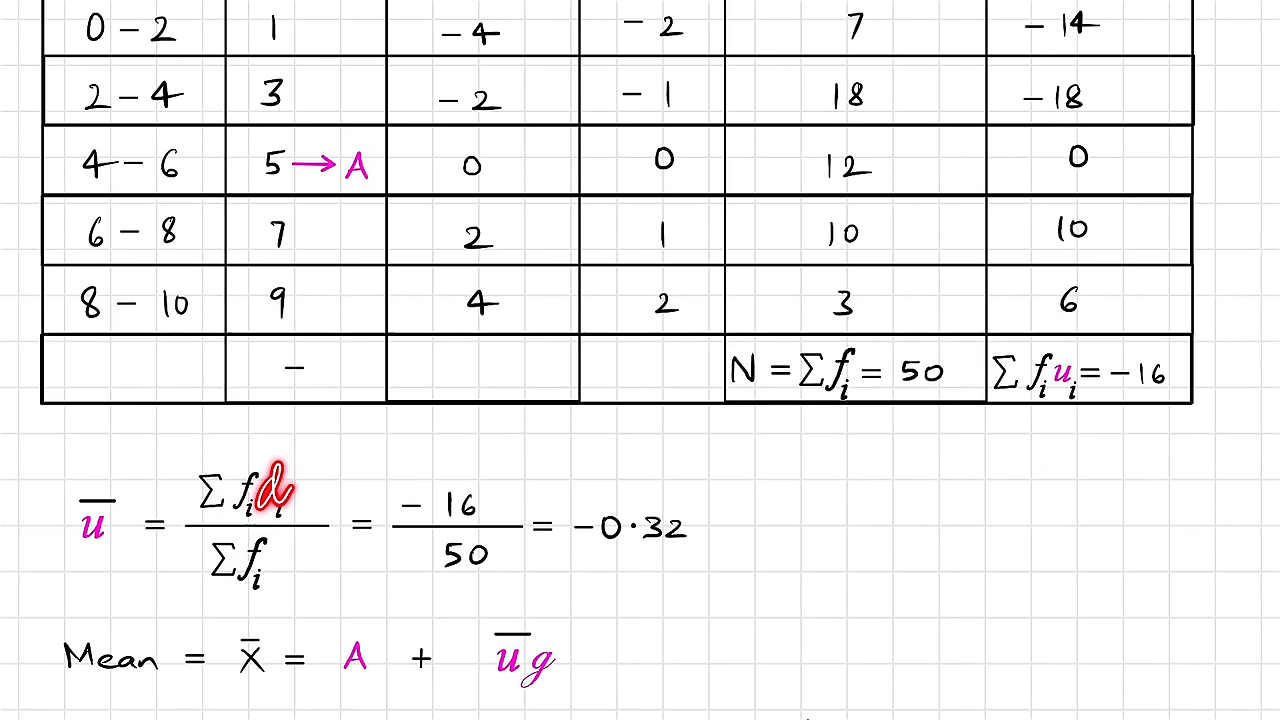 0 - 2 1 -4 -2 7 -14
2 - 4 3 -2 -1 18 -18
4 - 6 5 → A 0 0 12 0
6 - 8 7 2 1 10 10
8 - 10 9 4 2 3 6
- N = Σfᵢ = 50 Σfᵢuᵢ = -16
u̅ = Σfᵢdᵢ / Σfᵢ = -16 / 50 = -0.32
Mean = X̅ = A + u̅g